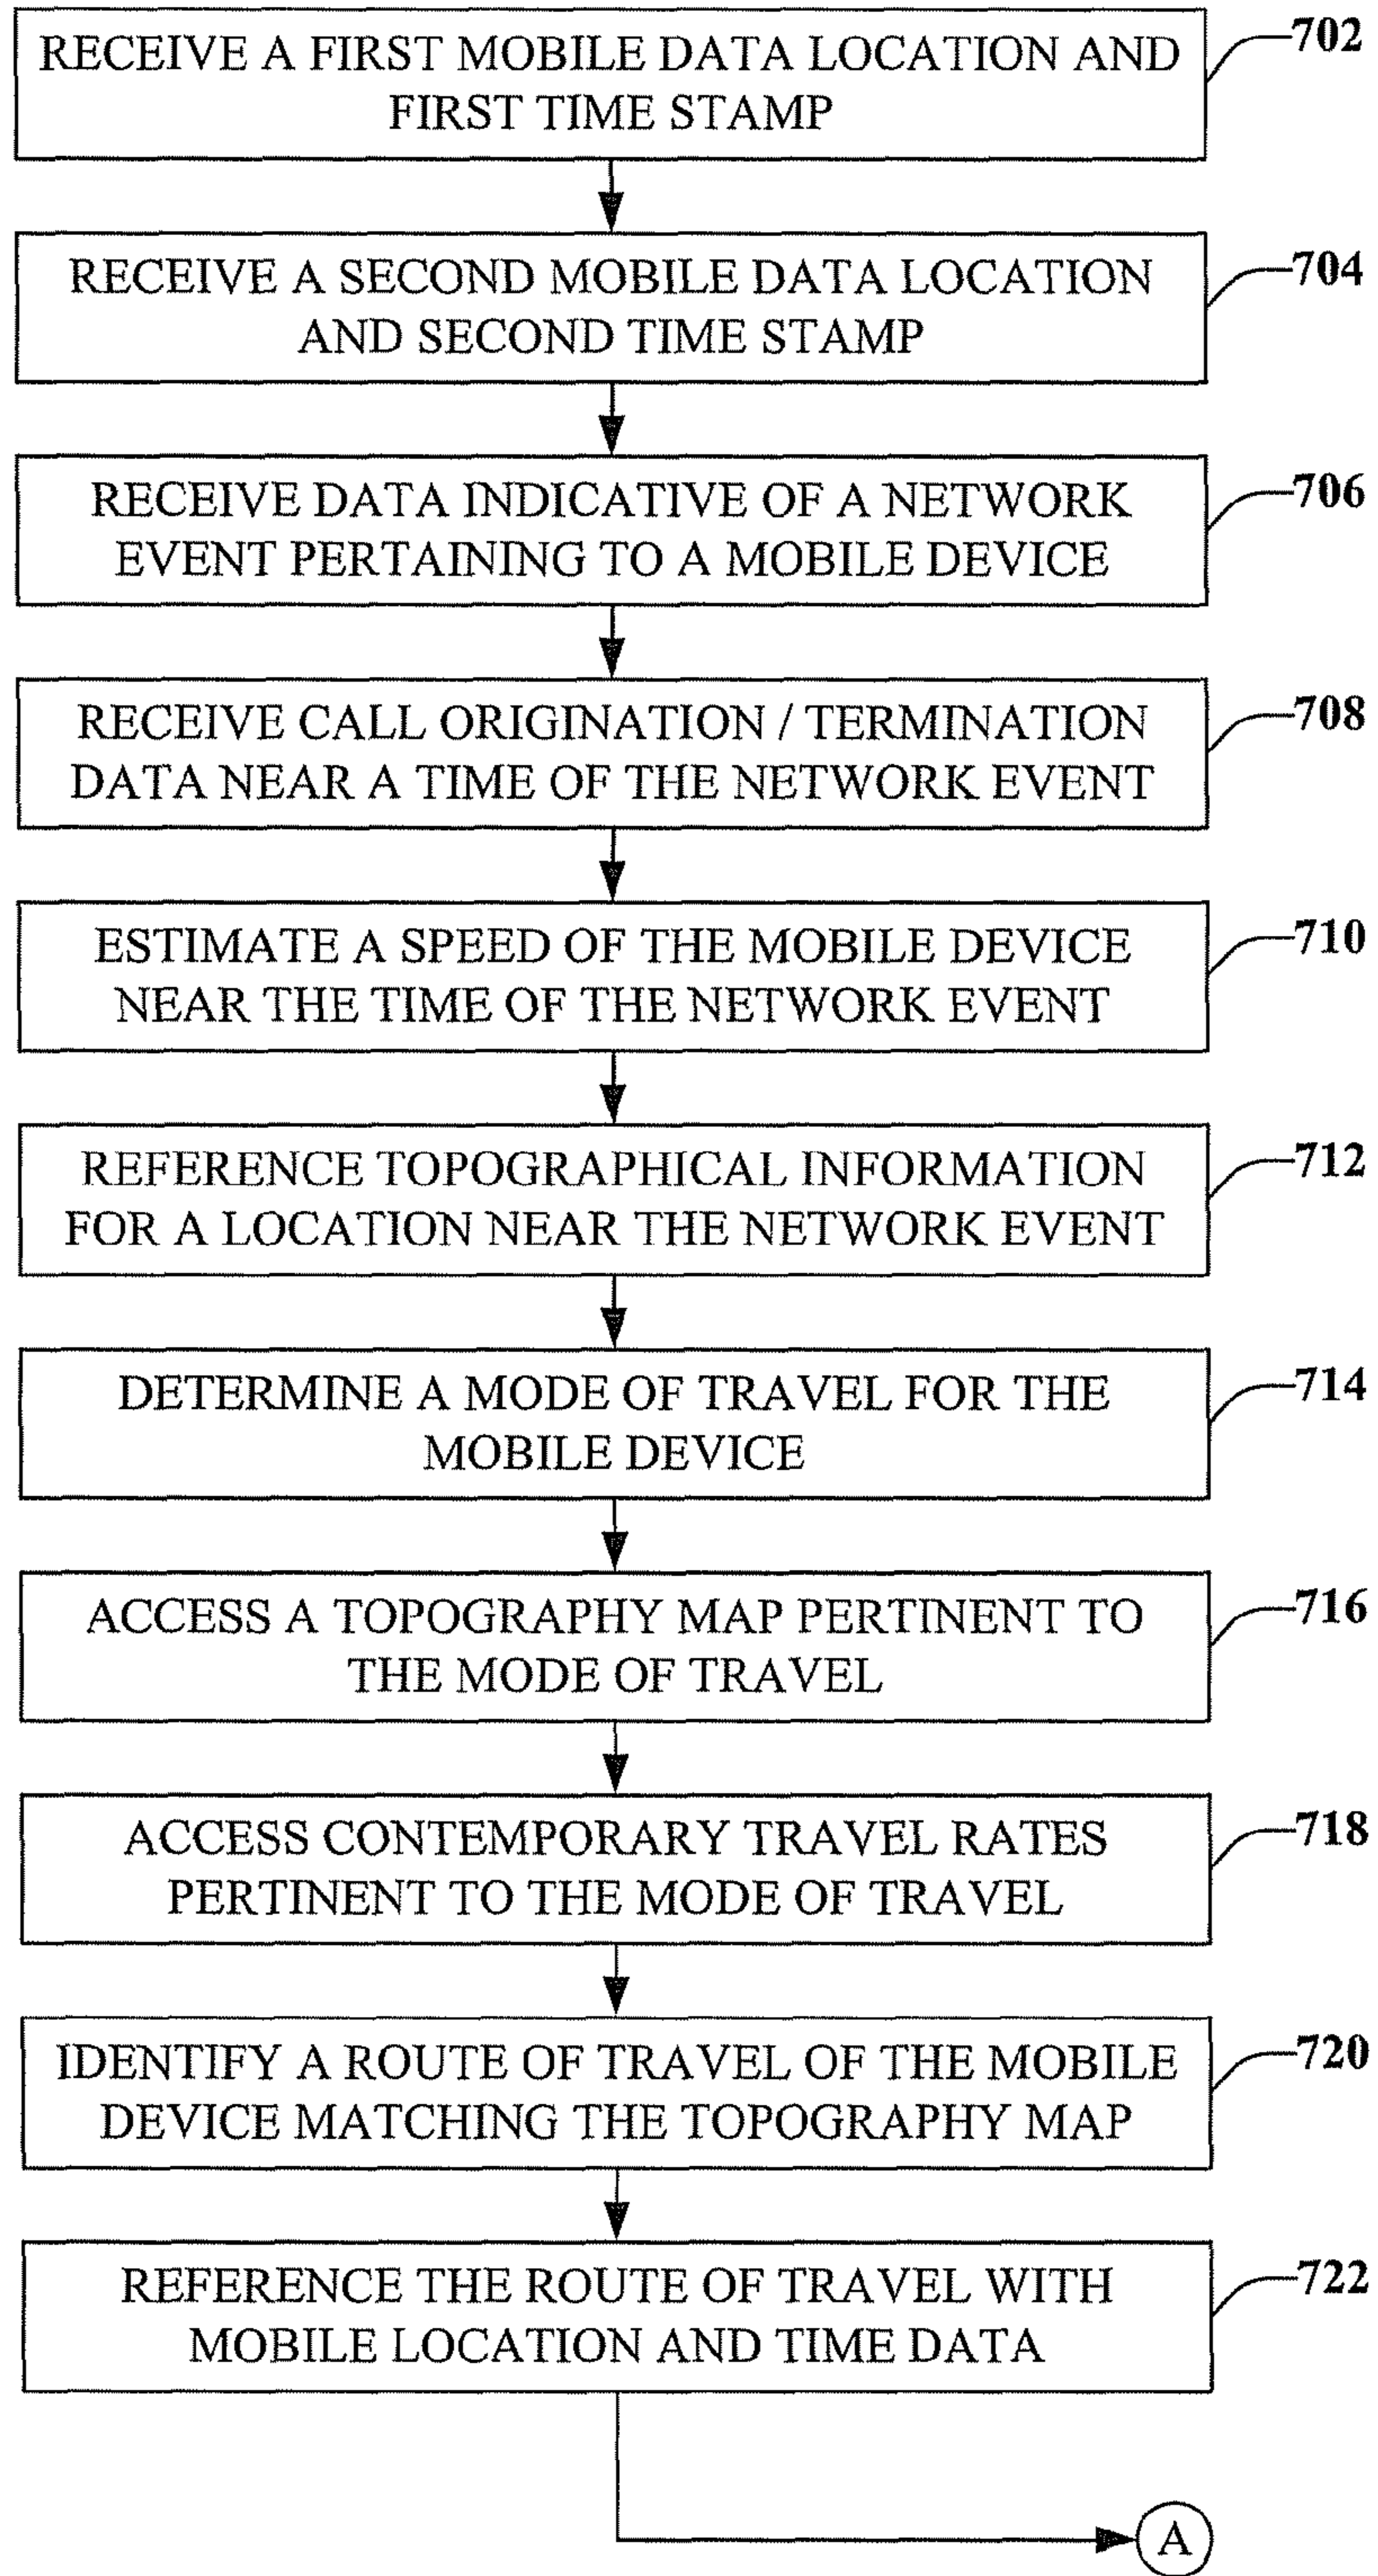 RECEIVE A FIRST MOBILE DATA LOCATION AND
FIRST TIME STAMP
702
RECEIVE A SECOND MOBILE DATA LOCATION
AND SECOND TIME STAMP
704
RECEIVE DATA INDICATIVE OF A NETWORK
EVENT PERTAINING TO A MOBILE DEVICE
706
RECEIVE CALL ORIGINATION / TERMINATION
DATA NEAR A TIME OF THE NETWORK EVENT
708
ESTIMATE A SPEED OF THE MOBILE DEVICE
NEAR THE TIME OF THE NETWORK EVENT
710
REFERENCE TOPOGRAPHICAL INFORMATION
FOR A LOCATION NEAR THE NETWORK EVENT
712
DETERMINE A MODE OF TRAVEL FOR THE
MOBILE DEVICE
714
ACCESS A TOPOGRAPHY MAP PERTINENT TO
THE MODE OF TRAVEL
716
ACCESS CONTEMPORARY TRAVEL RATES
PERTINENT TO THE MODE OF TRAVEL
718
IDENTIFY A ROUTE OF TRAVEL OF THE MOBILE
DEVICE MATCHING THE TOPOGRAPHY MAP
720
REFERENCE THE ROUTE OF TRAVEL WITH
MOBILE LOCATION AND TIME DATA
722
A